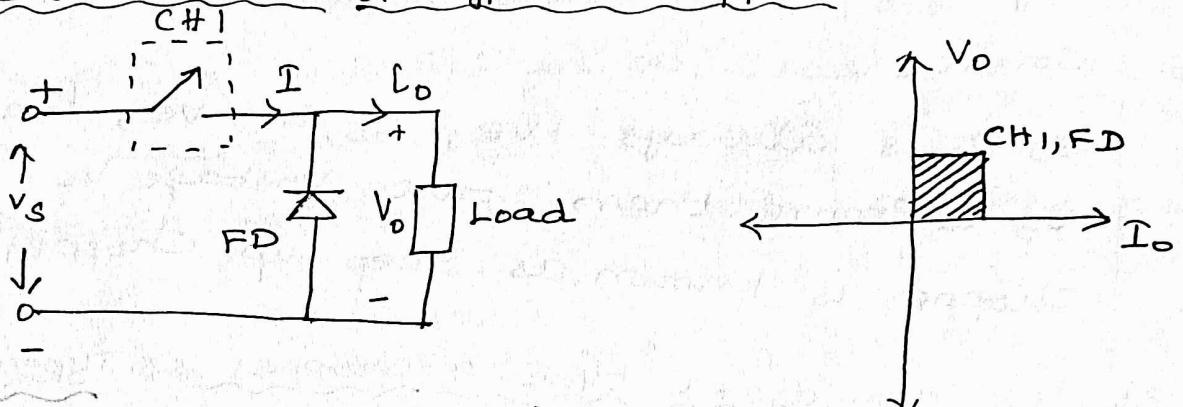 CH1
+ I i₀ V₀
+ CH1, FD
Vs FD V₀ Load
I₀
-
-